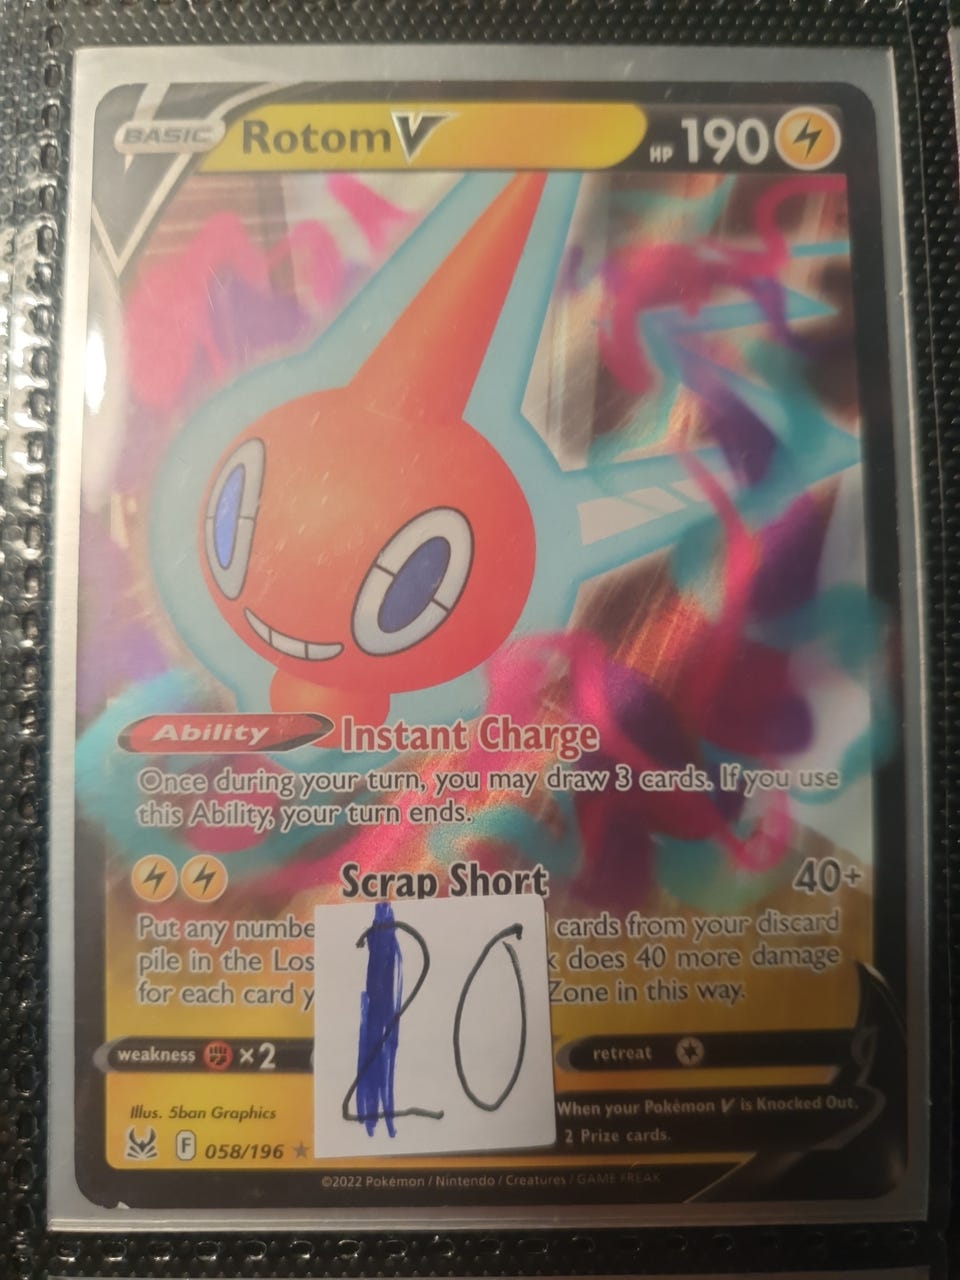 BASIC Rotom V HP 190
Ability Instant Charge
Once during your turn, you may draw 3 cards. If you use
this Ability, your turn ends.
Scrap Short 40+
Put any numbe cards from your discard
pile in the Los does 40 more damage
for each card y Zone in this way.
20
weakness ×2 retreat
Illus. 5ban Graphics
When your Pokémon V is Knocked Out,
2 Prize cards.
F 058/196 ★
©2022 Pokémon / Nintendo / Creatures / GAME FREAK